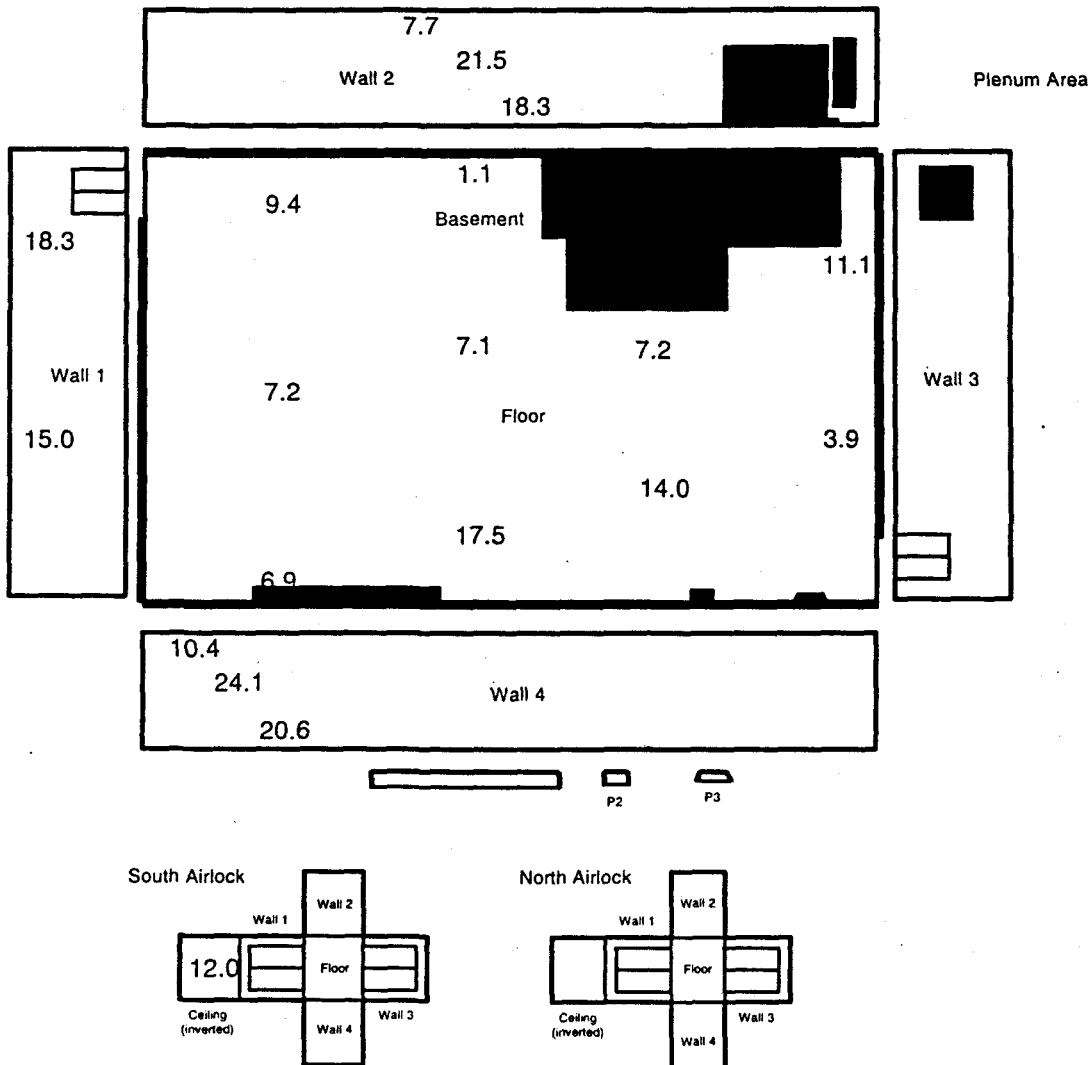 7.7
Wall 2
21.5
18.3
Plenum Area
1.1
9.4
Basement
18.3
11.1
7.1
7.2
Wall 1
7.2
Wall 3
Floor
15.0
3.9
14.0
17.5
6.9
10.4
24.1
Wall 4
20.6
P2
P3
South Airlock
Wall 2
Wall 1
12.0
Floor
Ceiling
(inverted)
Wall 3
Wall 4
North Airlock
Wall 2
Wall 1
Floor
Ceiling
(inverted)
Wall 3
Wall 4